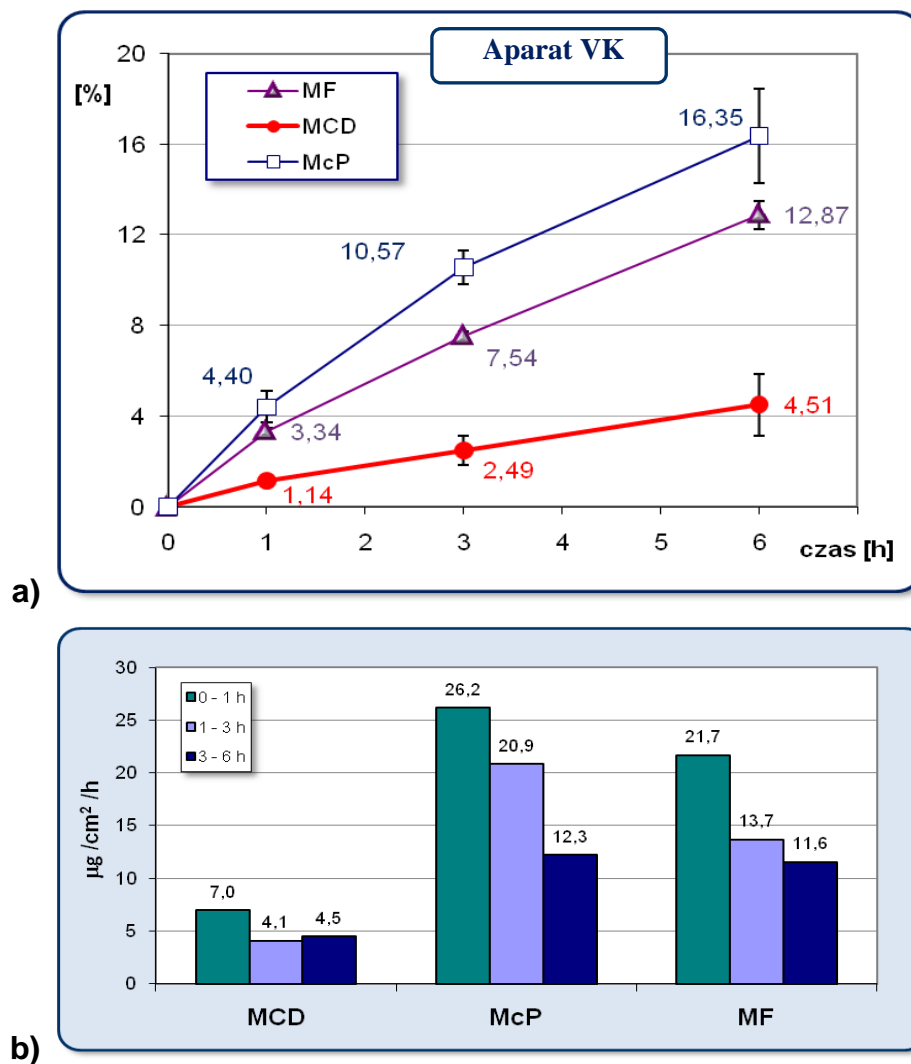 Aparat VK
20
[%]
MF
MCD
McP
16
12
8
4
0
16,35
12,87
10,57
7,54
4,40
3,34
4,51
2,49
1,14
0 1 2 3 4 5 6
czas [h]
a)
30
25
20
15
10
5
0
µg /cm² /h
0 - 1 h
1 - 3 h
3 - 6 h
7,0
4,1
4,5
26,2
20,9
12,3
21,7
13,7
11,6
MCD McP MF
b)